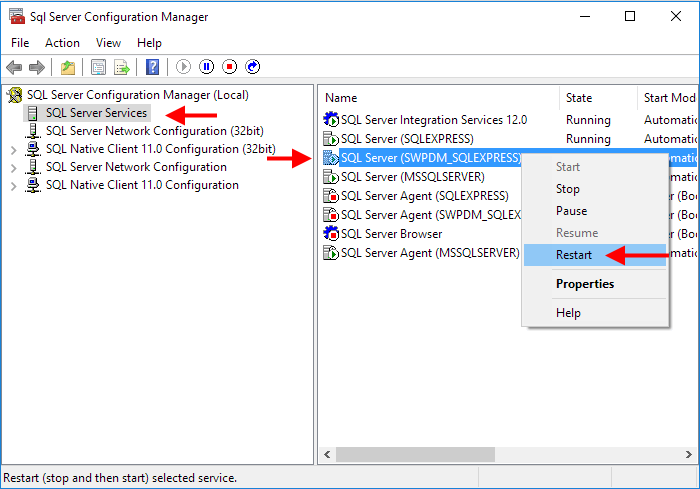 Sql Server Configuration Manager
File Action View Help
SQL Server Configuration Manager (Local)
SQL Server Services
SQL Server Network Configuration (32bit)
SQL Native Client 11.0 Configuration (32bit)
SQL Server Network Configuration
SQL Native Client 11.0 Configuration
Name State Start Mod
SQL Server Integration Services 12.0 Running Automatic
SQL Server (SQLEXPRESS) Running Automatic
SQL Server (SWPDM_SQLEXPRESS) omatic
SQL Server (MSSQLSERVER) omatic
SQL Server Agent (SQLEXPRESS) er (Boo
SQL Server Agent (SWPDM_SQLEX er (Boo
SQL Server Browser er (Boo
SQL Server Agent (MSSQLSERVER) omatic
Start
Stop
Pause
Resume
Restart
Properties
Help
Restart (stop and then start) selected service.